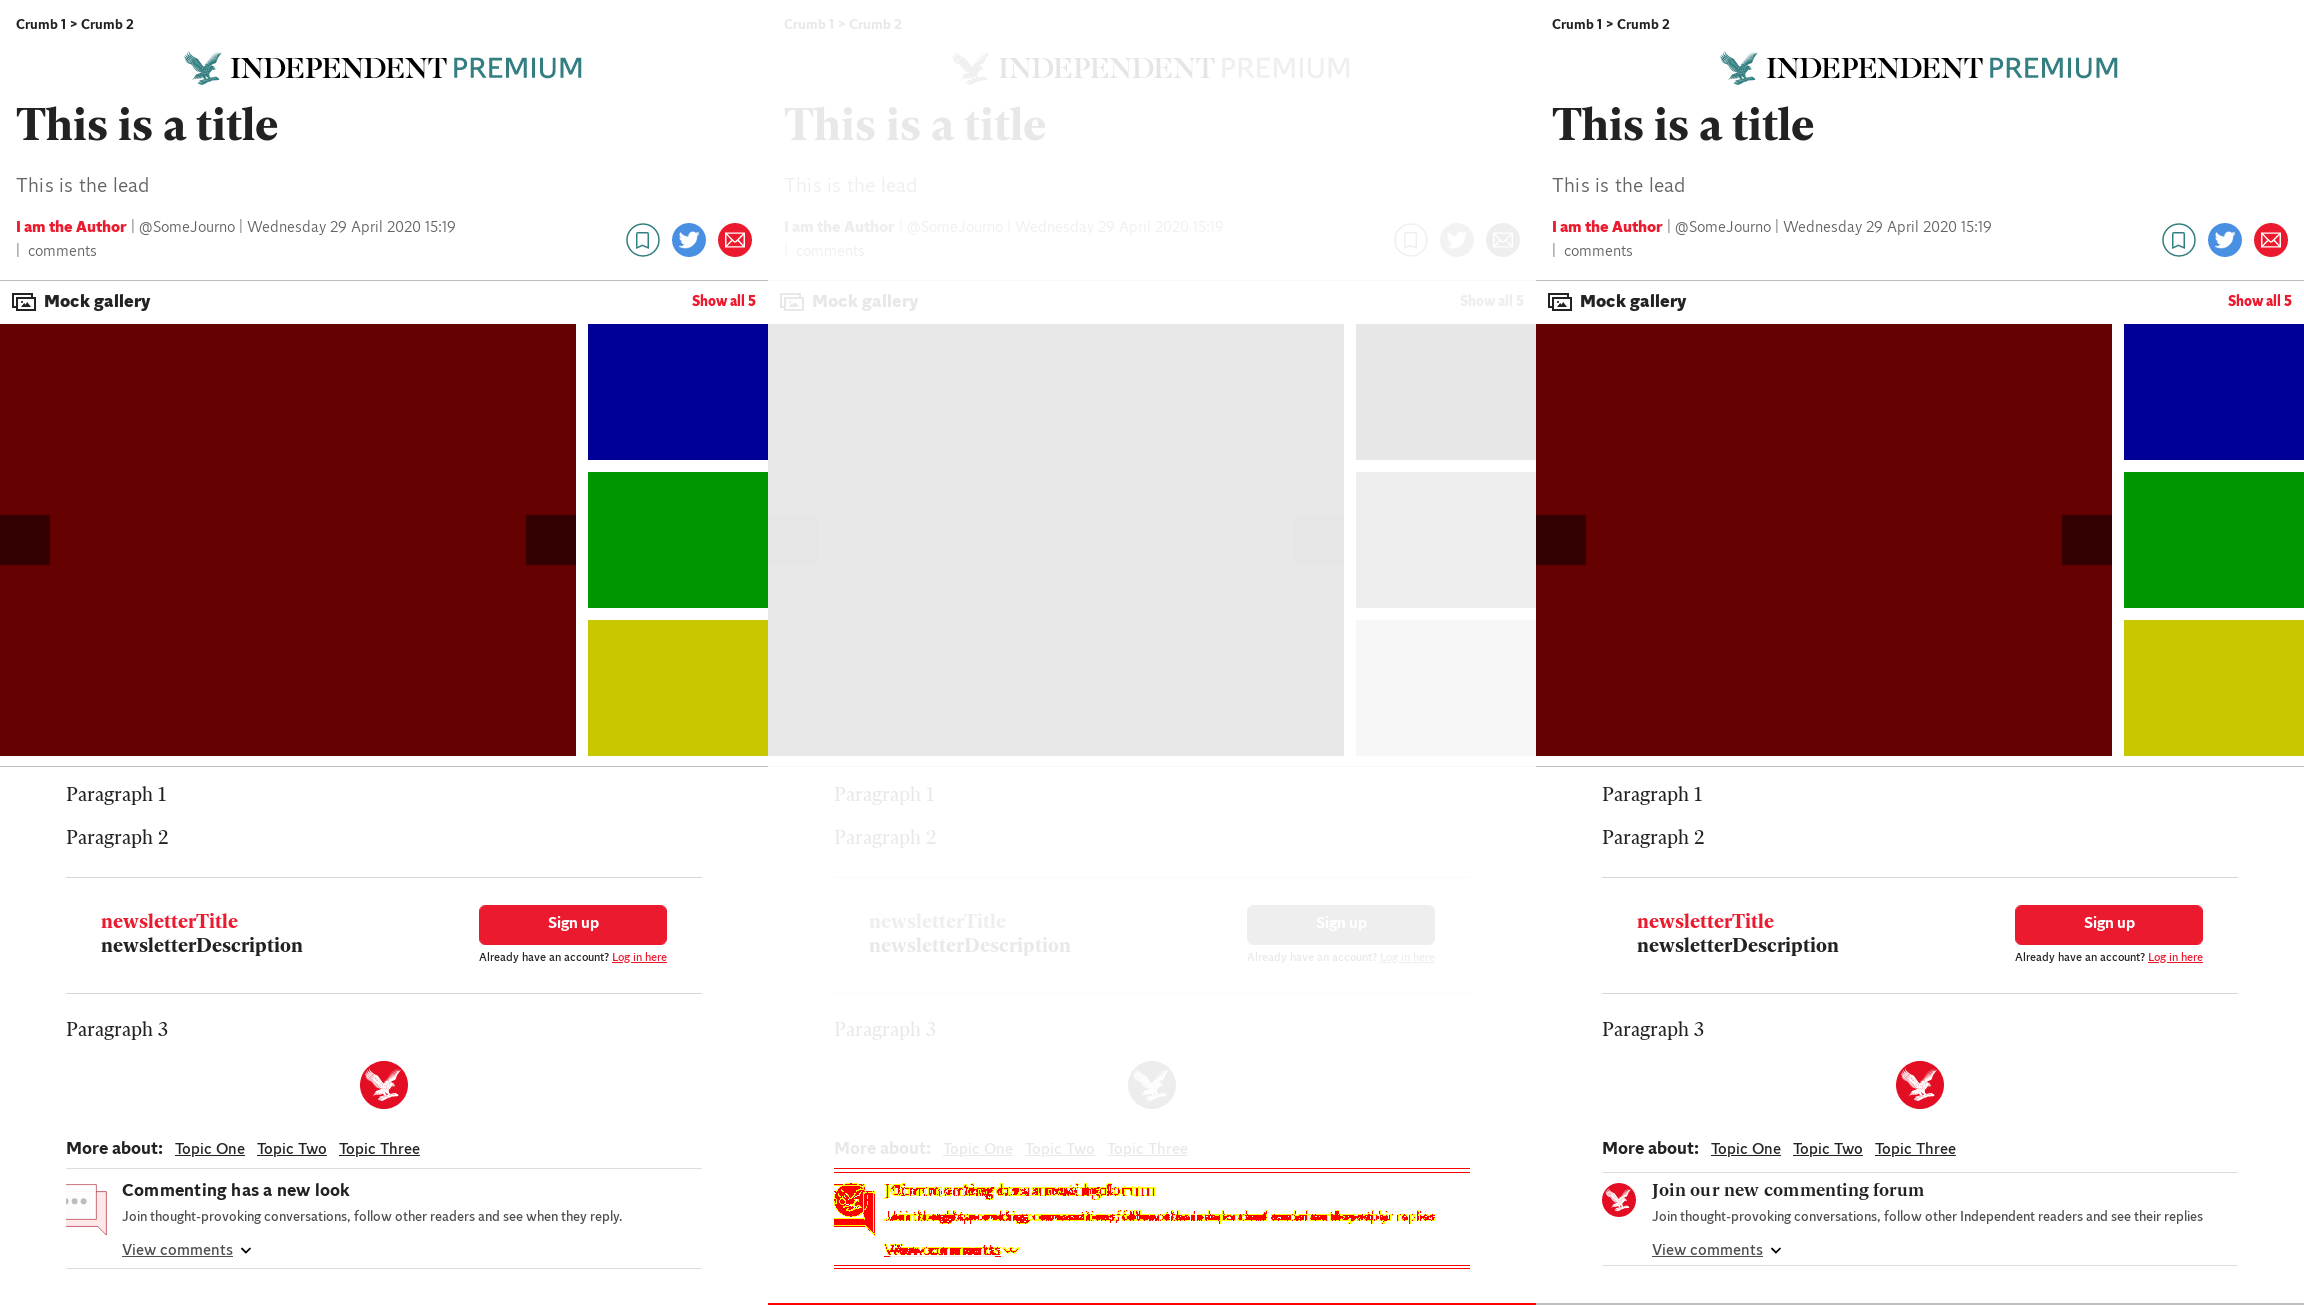 Crumb 1 > Crumb 2
INDEPENDENT PREMIUM
This is a title
This is the lead
I am the Author | @SomeJourno | Wednesday 29 April 2020 15:19
| comments
Mock gallery
Show all 5
Paragraph 1
Paragraph 2
newsletterTitle
newsletterDescription
Sign up
Already have an account? Log in here
Paragraph 3
More about: Topic One Topic Two Topic Three
Commenting has a new look
Join thought-provoking conversations, follow other readers and see when they reply.
View comments
Crumb 1 > Crumb 2
INDEPENDENT PREMIUM
This is a title
This is the lead
I am the Author | @SomeJourno | Wednesday 29 April 2020 15:19
| comments
Mock gallery
Show all 5
Paragraph 1
Paragraph 2
newsletterTitle
newsletterDescription
Sign up
Already have an account? Log in here
Paragraph 3
More about: Topic One Topic Two Topic Three
Crumb 1 > Crumb 2
INDEPENDENT PREMIUM
This is a title
This is the lead
I am the Author | @SomeJourno | Wednesday 29 April 2020 15:19
| comments
Mock gallery
Show all 5
Paragraph 1
Paragraph 2
newsletterTitle
newsletterDescription
Sign up
Already have an account? Log in here
Paragraph 3
More about: Topic One Topic Two Topic Three
Join our new commenting forum
Join thought-provoking conversations, follow other Independent readers and see their replies
View comments